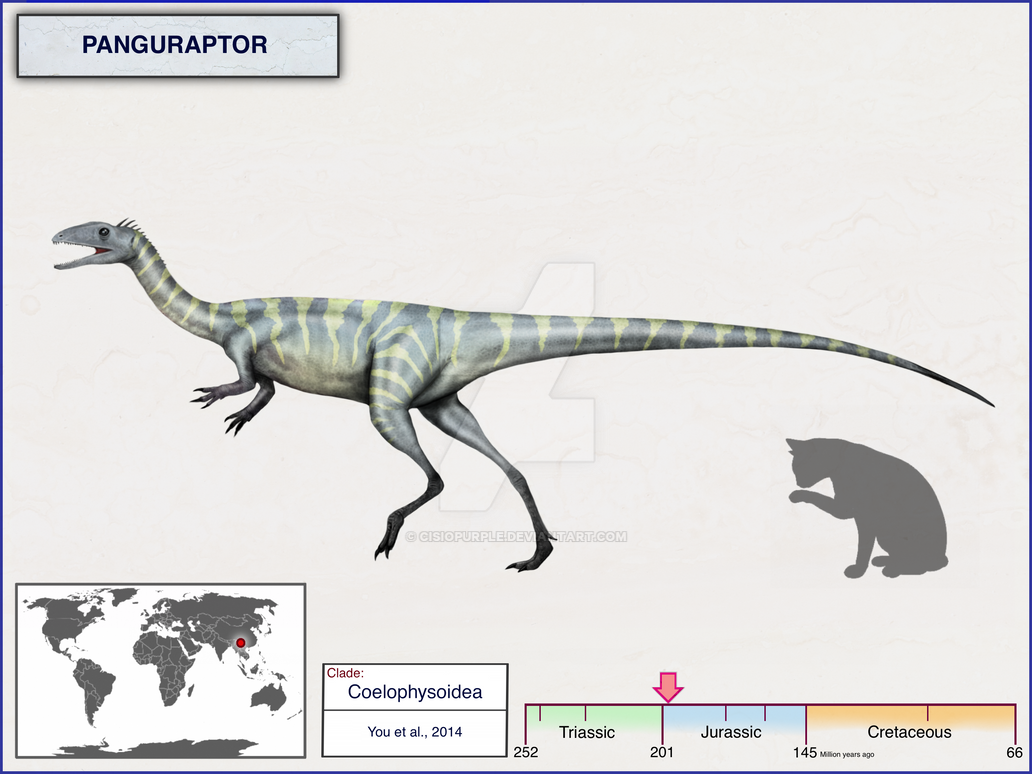 PANGURAPTOR
© CISIOPURPLE.DEVIANTART.COM
Clade:
Coelophysoidea
You et al., 2014
Triassic Jurassic Cretaceous
252 201 145 Million years ago 66